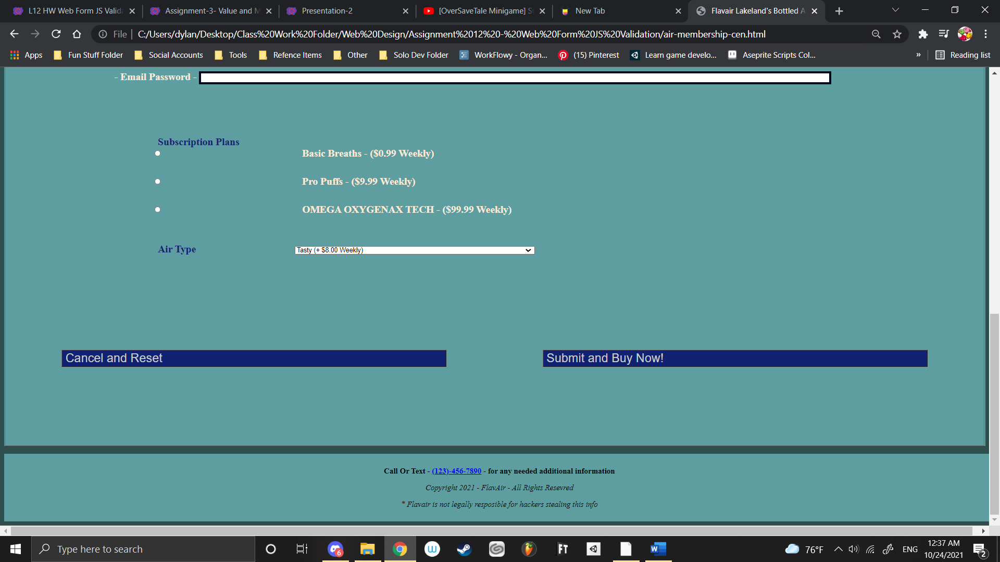 L12 HW Web Form JS Valid
Assignment-3- Value and M
Presentation-2
[OverSaveTale Minigame] S
New Tab
Flavair Lakeland's Bottled A
File | C:/Users/dylan/Desktop/Class%20Work%20Folder/Web%20Design/Assignment%2012%20-%20Web%20Form%20JS%20Validation/air-membership-cen.html
Apps
Fun Stuff Folder
Social Accounts
Tools
Refence Items
Other
Solo Dev Folder
WorkFlowy - Organ...
(15) Pinterest
Learn game develo...
Aseprite Scripts Col...
»
Reading list
- Email Password -
Subscription Plans
Basic Breaths - ($0.99 Weekly)
Pro Puffs - ($9.99 Weekly)
OMEGA OXYGENAX TECH - ($99.99 Weekly)
Air Type
Tasty (+ $8.00 Weekly)
Cancel and Reset
Submit and Buy Now!
Call Or Text - (123)-456-7890 - for any needed additional information
Copyright 2021 - FlavAir - All Rights Resevred
* Flavair is not legally resposible for hackers stealing this info
Type here to search
6
W
FT
W
76°F
ENG
12:37 AM
10/24/2021
2